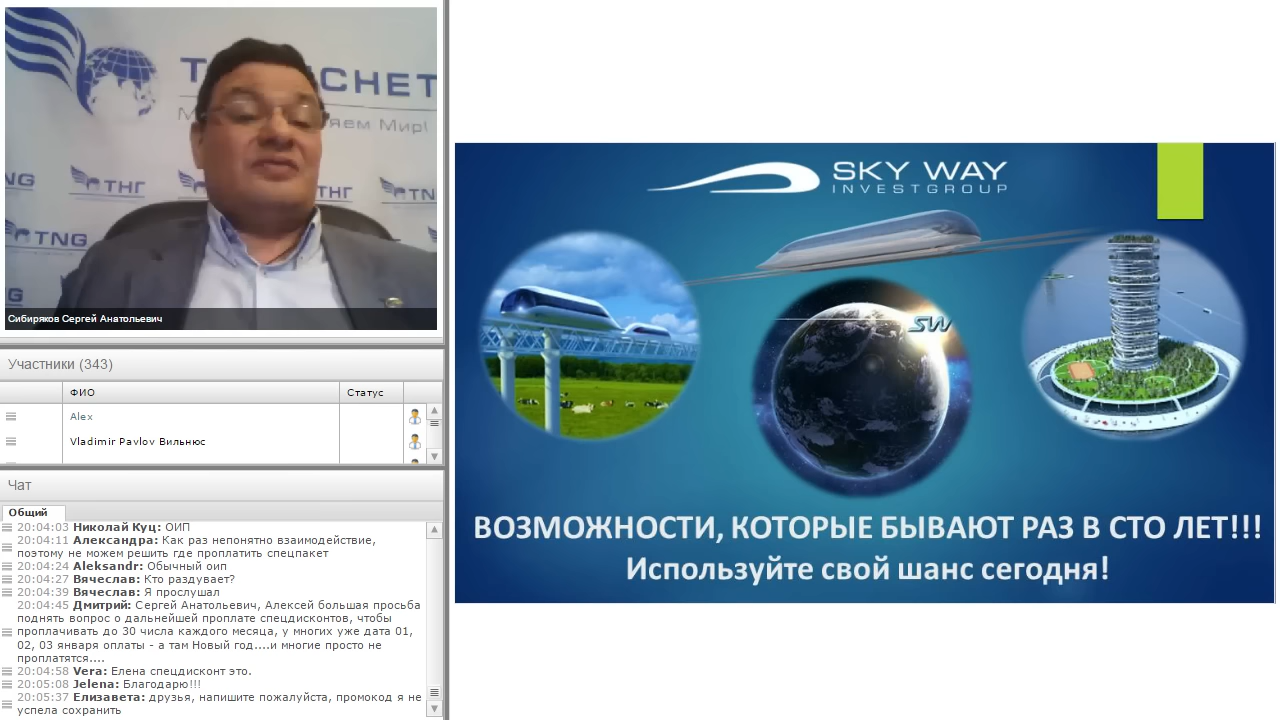 TNG
ТНГ
TNG
Сибиряков Сергей Анатольевич
Участники (343)
ФИО
Статус
Alex
Vladimir Pavlov Вильнюс
Чат
Общий
20:04:03 Николай Куц: ОИП
20:04:11 Александра: Как раз непонятно взаимодействие,
поэтому не можем решить где проплатить спецпакет
20:04:24 Aleksandr: Обычный оип
20:04:27 Вячеслав: Кто раздувает?
20:04:39 Вячеслав: Я прослушал
20:04:45 Дмитрий: Сергей Анатольевич, Алексей большая просьба
поднять вопрос о дальнейшей проплате спецдисконтов, чтобы
проплачивать до 30 числа каждого месяца, у многих уже дата 01,
02, 03 января оплаты - а там Новый год....и многие просто не
проплатятся....
20:04:58 Vera: Елена спецдисконт это.
20:05:08 Jelena: Благодарю!!!
20:05:37 Елизавета: друзья, напишите пожалуйста, промокод я не
успела сохранить
SKY WAY
INVESTGROUP
SW
ВОЗМОЖНОСТИ, КОТОРЫЕ БЫВАЮТ РАЗ В СТО ЛЕТ!!!
Используйте свой шанс сегодня!